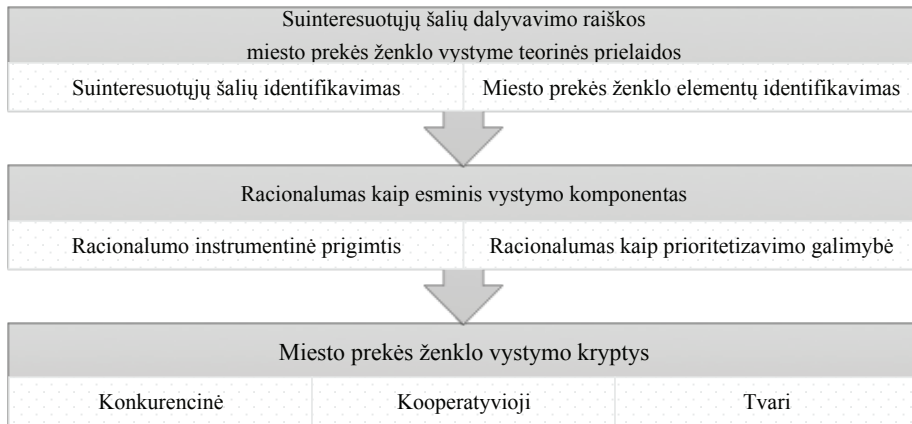 Suinteresuotųjų šalių dalyvavimo raiškos
miesto prekės ženklo vystyme teorinės prielaidos
Suinteresuotųjų šalių identifikavimas
Miesto prekės ženklo elementų identifikavimas
Racionalumas kaip esminis vystymo komponentas
Racionalumo instrumentinė prigimtis
Racionalumas kaip prioritetizavimo galimybė
Miesto prekės ženklo vystymo kryptys
Konkurencinė
Kooperatyvioji
Tvari